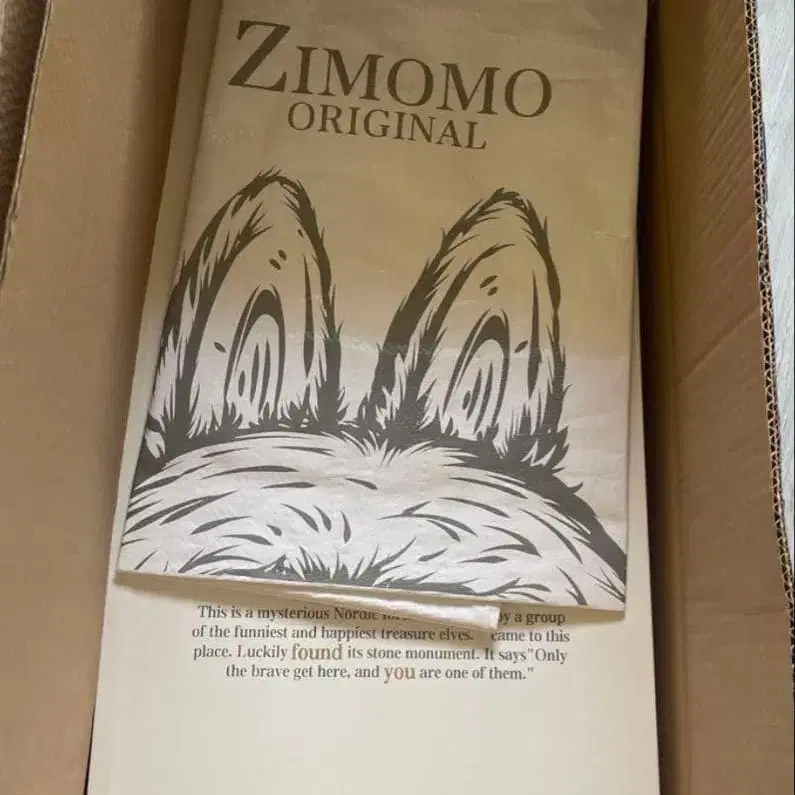 ZIMOMO
ORIGINAL
This is a mysterious Nordic by a group
of the funniest and happiest treasure elves. came to this
place. Luckily found its stone monument. It says"Only
the brave get here, and you are one of them."